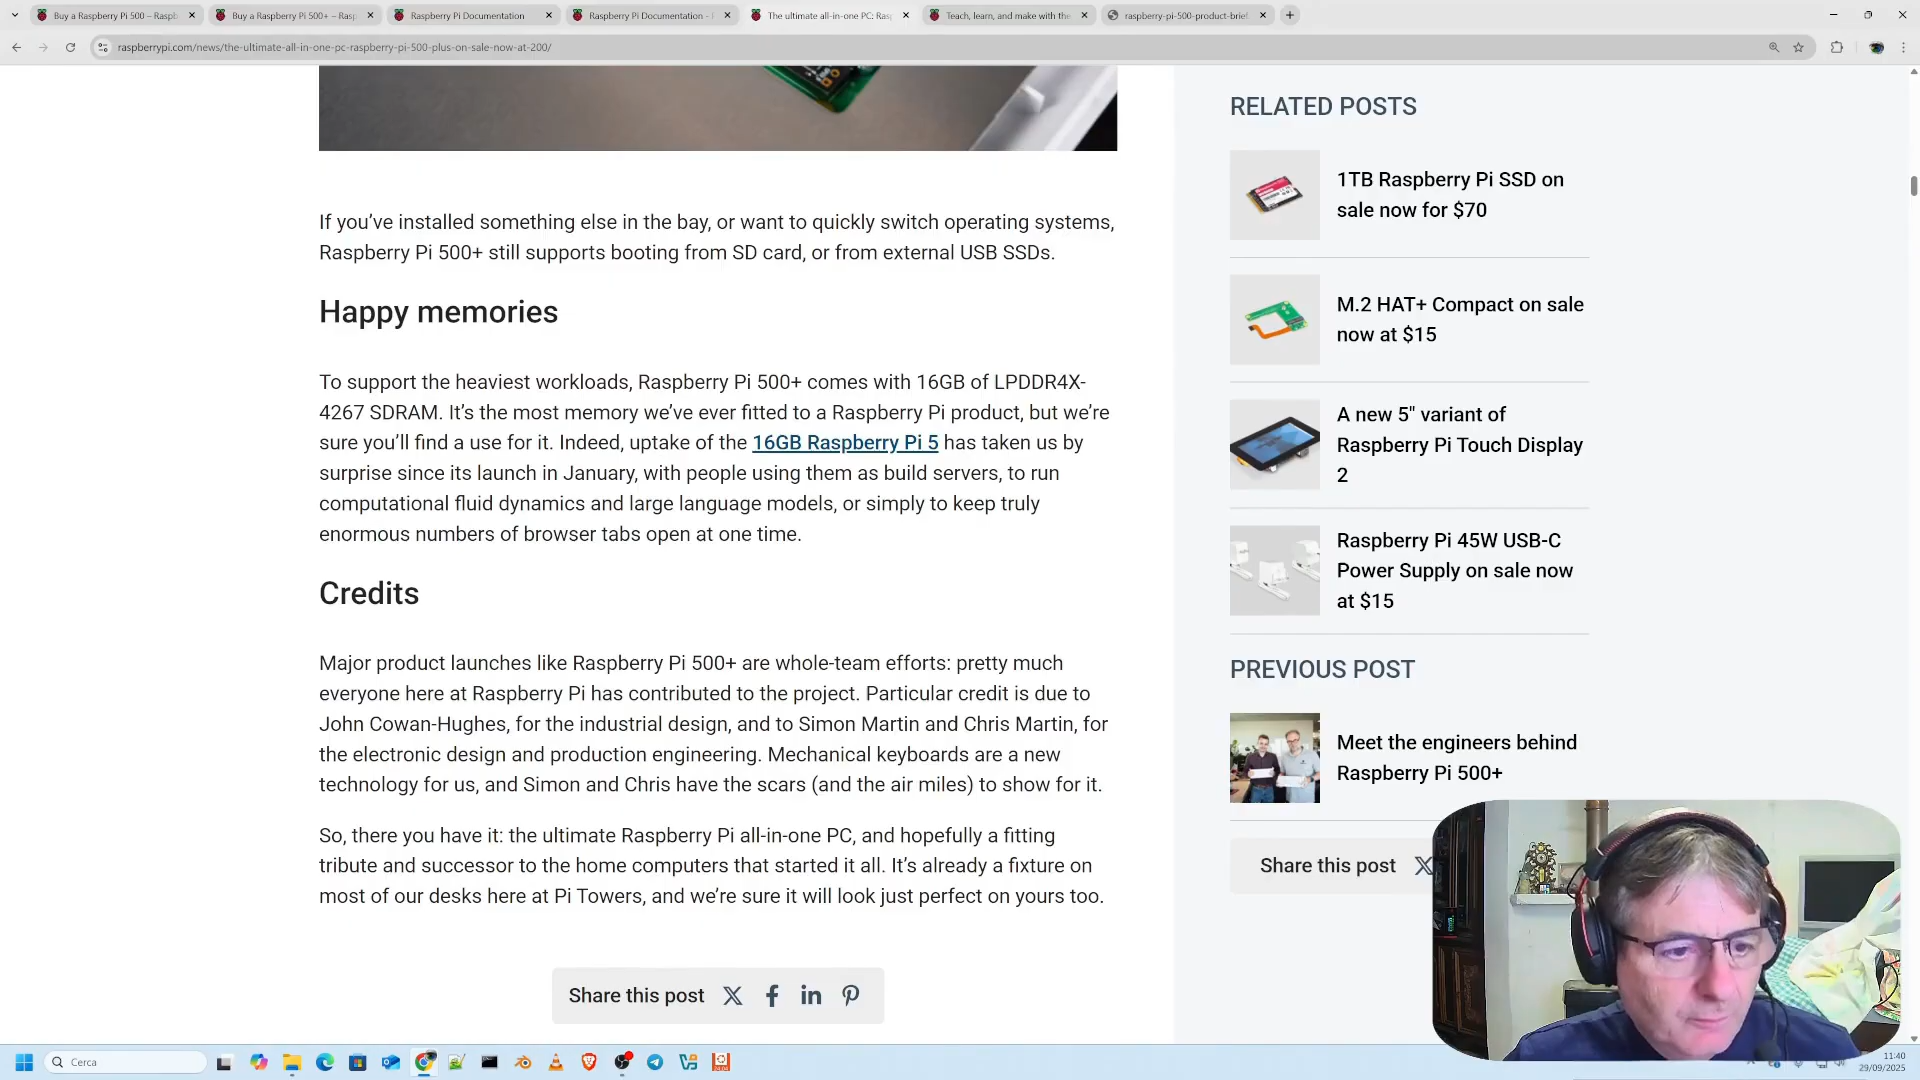 Buy a Raspberry Pi 500 – Raspb
Buy a Raspberry Pi 500+ – Rasp
Raspberry Pi Documentation
Raspberry Pi Documentation -
The ultimate all-in-one PC: Rasp
Teach, learn, and make with the
raspberry-pi-500-product-brief.
raspberrypi.com/news/the-ultimate-all-in-one-pc-raspberry-pi-500-plus-on-sale-now-at-200/
If you’ve installed something else in the bay, or want to quickly switch operating systems,
Raspberry Pi 500+ still supports booting from SD card, or from external USB SSDs.
Happy memories
To support the heaviest workloads, Raspberry Pi 500+ comes with 16GB of LPDDR4X-
4267 SDRAM. It’s the most memory we’ve ever fitted to a Raspberry Pi product, but we’re
sure you’ll find a use for it. Indeed, uptake of the 16GB Raspberry Pi 5 has taken us by
surprise since its launch in January, with people using them as build servers, to run
computational fluid dynamics and large language models, or simply to keep truly
enormous numbers of browser tabs open at one time.
Credits
Major product launches like Raspberry Pi 500+ are whole-team efforts: pretty much
everyone here at Raspberry Pi has contributed to the project. Particular credit is due to
John Cowan-Hughes, for the industrial design, and to Simon Martin and Chris Martin, for
the electronic design and production engineering. Mechanical keyboards are a new
technology for us, and Simon and Chris have the scars (and the air miles) to show for it.
So, there you have it: the ultimate Raspberry Pi all-in-one PC, and hopefully a fitting
tribute and successor to the home computers that started it all. It’s already a fixture on
most of our desks here at Pi Towers, and we’re sure it will look just perfect on yours too.
Share this post
RELATED POSTS
1TB Raspberry Pi SSD on
sale now for $70
M.2 HAT+ Compact on sale
now at $15
A new 5" variant of
Raspberry Pi Touch Display
2
Raspberry Pi 45W USB-C
Power Supply on sale now
at $15
PREVIOUS POST
Meet the engineers behind
Raspberry Pi 500+
Share this post
Cerca
11:40
29/09/2025